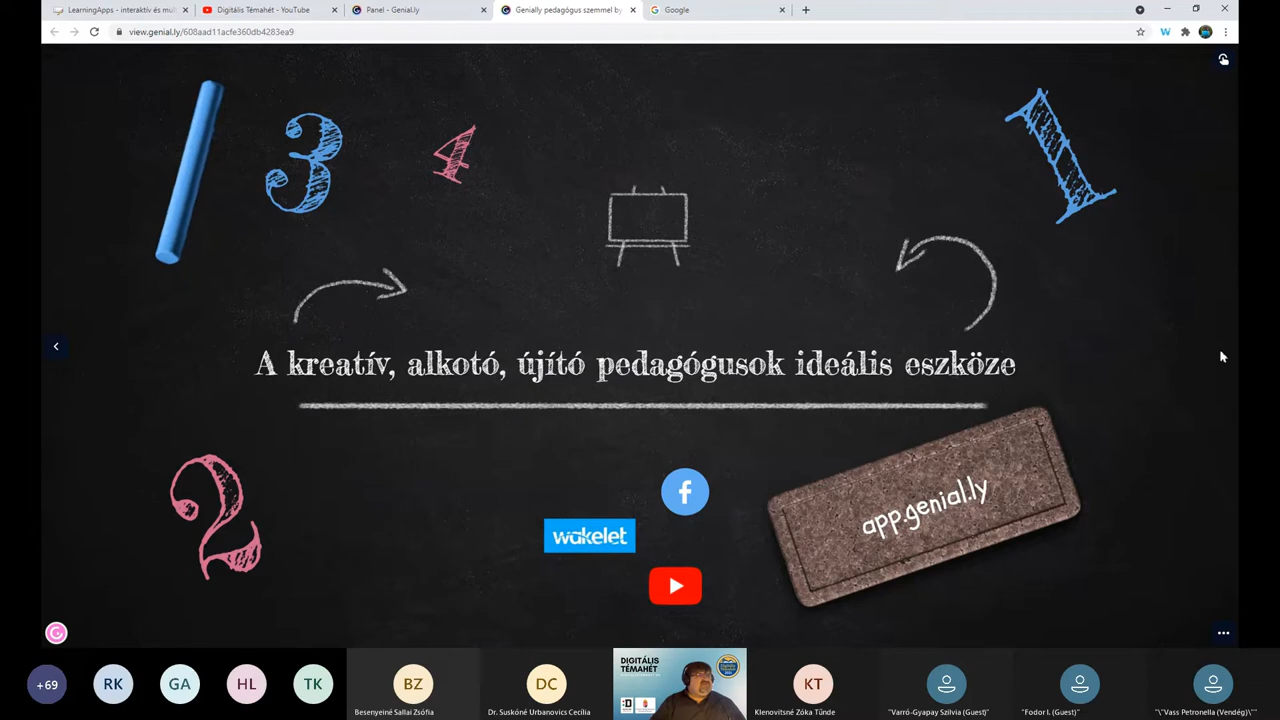 LearningApps - interaktív és mul
Digitális Témahét - YouTube
Panel - Genial.ly
Genially pedagógus szemmel by
Google
view.genial.ly/608aad11acfe360db4283ea9
3
4
1
A kreatív, alkotó, újító pedagógusok ideális eszköze
2
f
wakelet
app.genial.ly
+69
RK
GA
HL
TK
BZ
Besenyeiné Sallai Zsófia
DC
Dr. Suskóné Urbanovics Cecília
DIGITÁLIS
TÉMAHÉT
KT
Klenovitsné Zóka Tünde
"Varró-Gyapay Szilvia (Guest)"
"Fodor I. (Guest)"
"\"Vass Petronella (Vendég)\""